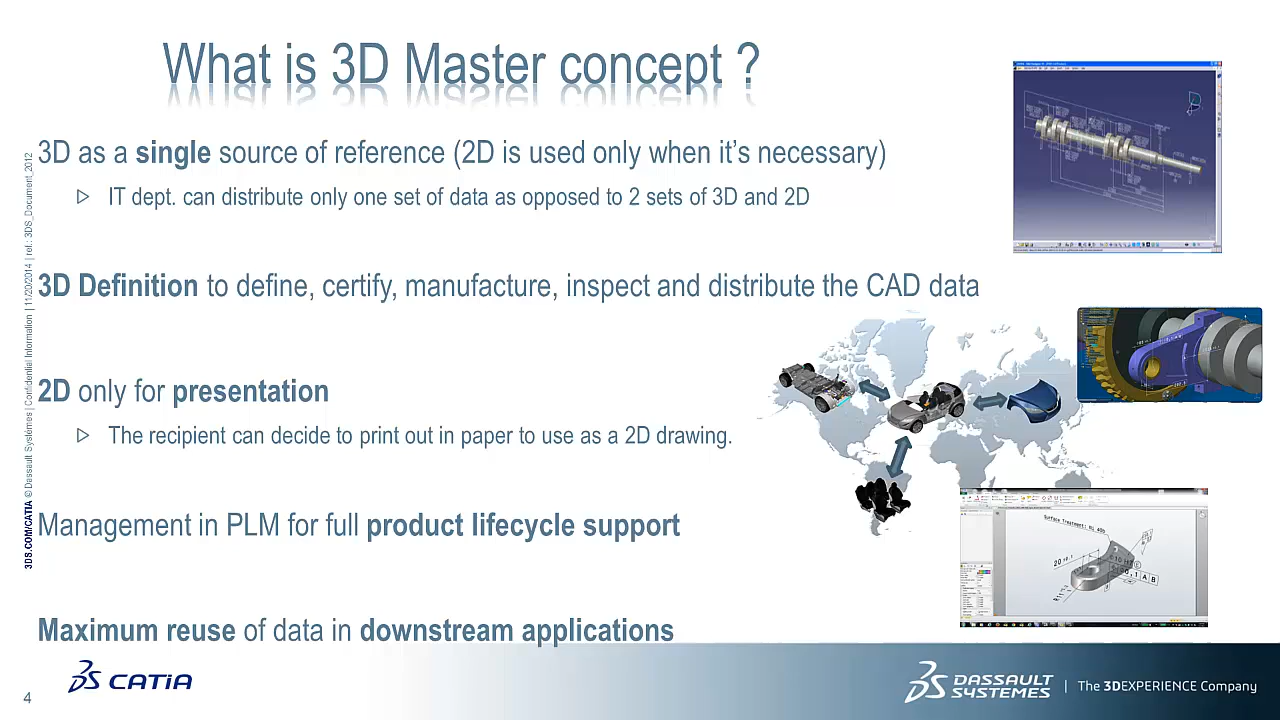 What is 3D Master concept ?
3D as a single source of reference (2D is used only when it's necessary)
IT dept. can distribute only one set of data as opposed to 2 sets of 3D and 2D
3D Definition to define, certify, manufacture, inspect and distribute the CAD data
2D only for presentation
The recipient can decide to print out in paper to use as a 2D drawing.
Management in PLM for full product lifecycle support
Maximum reuse of data in downstream applications
3DS.COM/CATIA © Dassault Systèmes | Confidential Information | 11/20/2014 | ref.: 3DS_Document_2012
Surface Treatment:
4
CATIA
DASSAULT SYSTEMES | The 3DEXPERIENCE Company